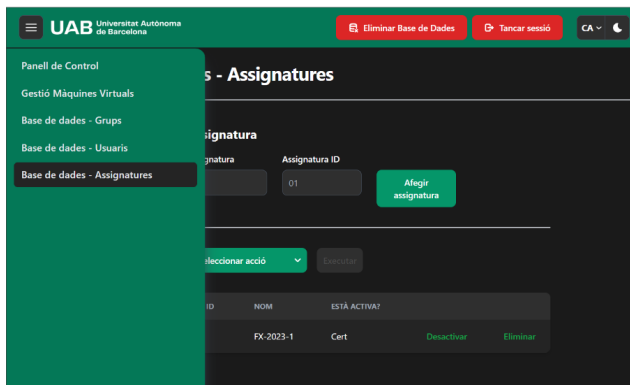 UAB Universitat Autònoma
de Barcelona
Eliminar Base de Dades
Tancar sessió
CA
Panell de Control
Gestió Màquines Virtuals
Base de dades - Grups
Base de dades - Usuaris
Base de dades - Assignatures
s - Assignatures
signatura
gnatura
Assignatura ID
01
Afegir
assignatura
eleccionar acció
Executar
ID NOM ESTÀ ACTIVA?
FX-2023-1 Cert Desactivar Eliminar